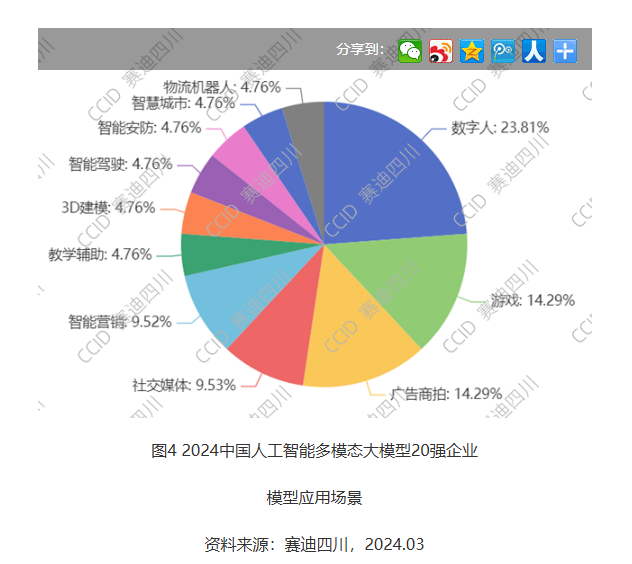 分享到：
物流机器人: 4.76%
智慧城市: 4.76%
智能安防: 4.76%
智能驾驶: 4.76%
3D建模: 4.76%
教学辅助: 4.76%
智能营销: 9.52%
社交媒体: 9.53%
数字人: 23.81%
游戏: 14.29%
广告商拍: 14.29%
CCID 赛迪四川
图4 2024中国人工智能多模态大模型20强企业
模型应用场景
资料来源：赛迪四川，2024.03